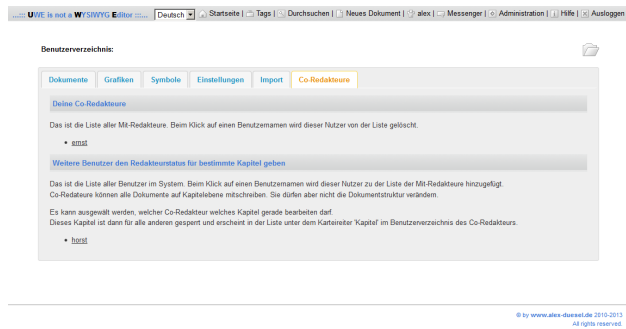 ...::: UWE is not a WYSIWYG Editor :::... Deutsch Startseite | Tags | Durchsuchen | Neues Dokument | alex | Messenger | Administration | Hilfe | Ausloggen
Benutzerverzeichnis:
Dokumente Grafiken Symbole Einstellungen Import Co-Redakteure
Deine Co-Redakteure
Das ist die Liste aller Mit-Redakteure. Beim Klick auf einen Benutzernamen wird dieser Nutzer von der Liste gelöscht.
• ernst
Weitere Benutzer den Redakteurstatus für bestimmte Kapitel geben
Das ist die Liste aller Benutzer im System. Beim Klick auf einen Benutzernamen wird dieser Nutzer zu der Liste der Mit-Redakteure hinzugefügt.
Co-Redateure können alle Dokumente auf Kapitelebene mitschreiben. Sie dürfen aber nicht die Dokumentstruktur verändern.
Es kann ausgewält werden, welcher Co-Redakteur welches Kapitel gerade bearbeiten darf.
Dieses Kapitel ist dann für alle anderen gesperrt und erscheint in der Liste unter dem Karteireiter 'Kapitel' im Benutzerverzeichnis des Co-Redakteurs.
• horst
© by www.alex-duesel.de 2010-2013
All rights reserved